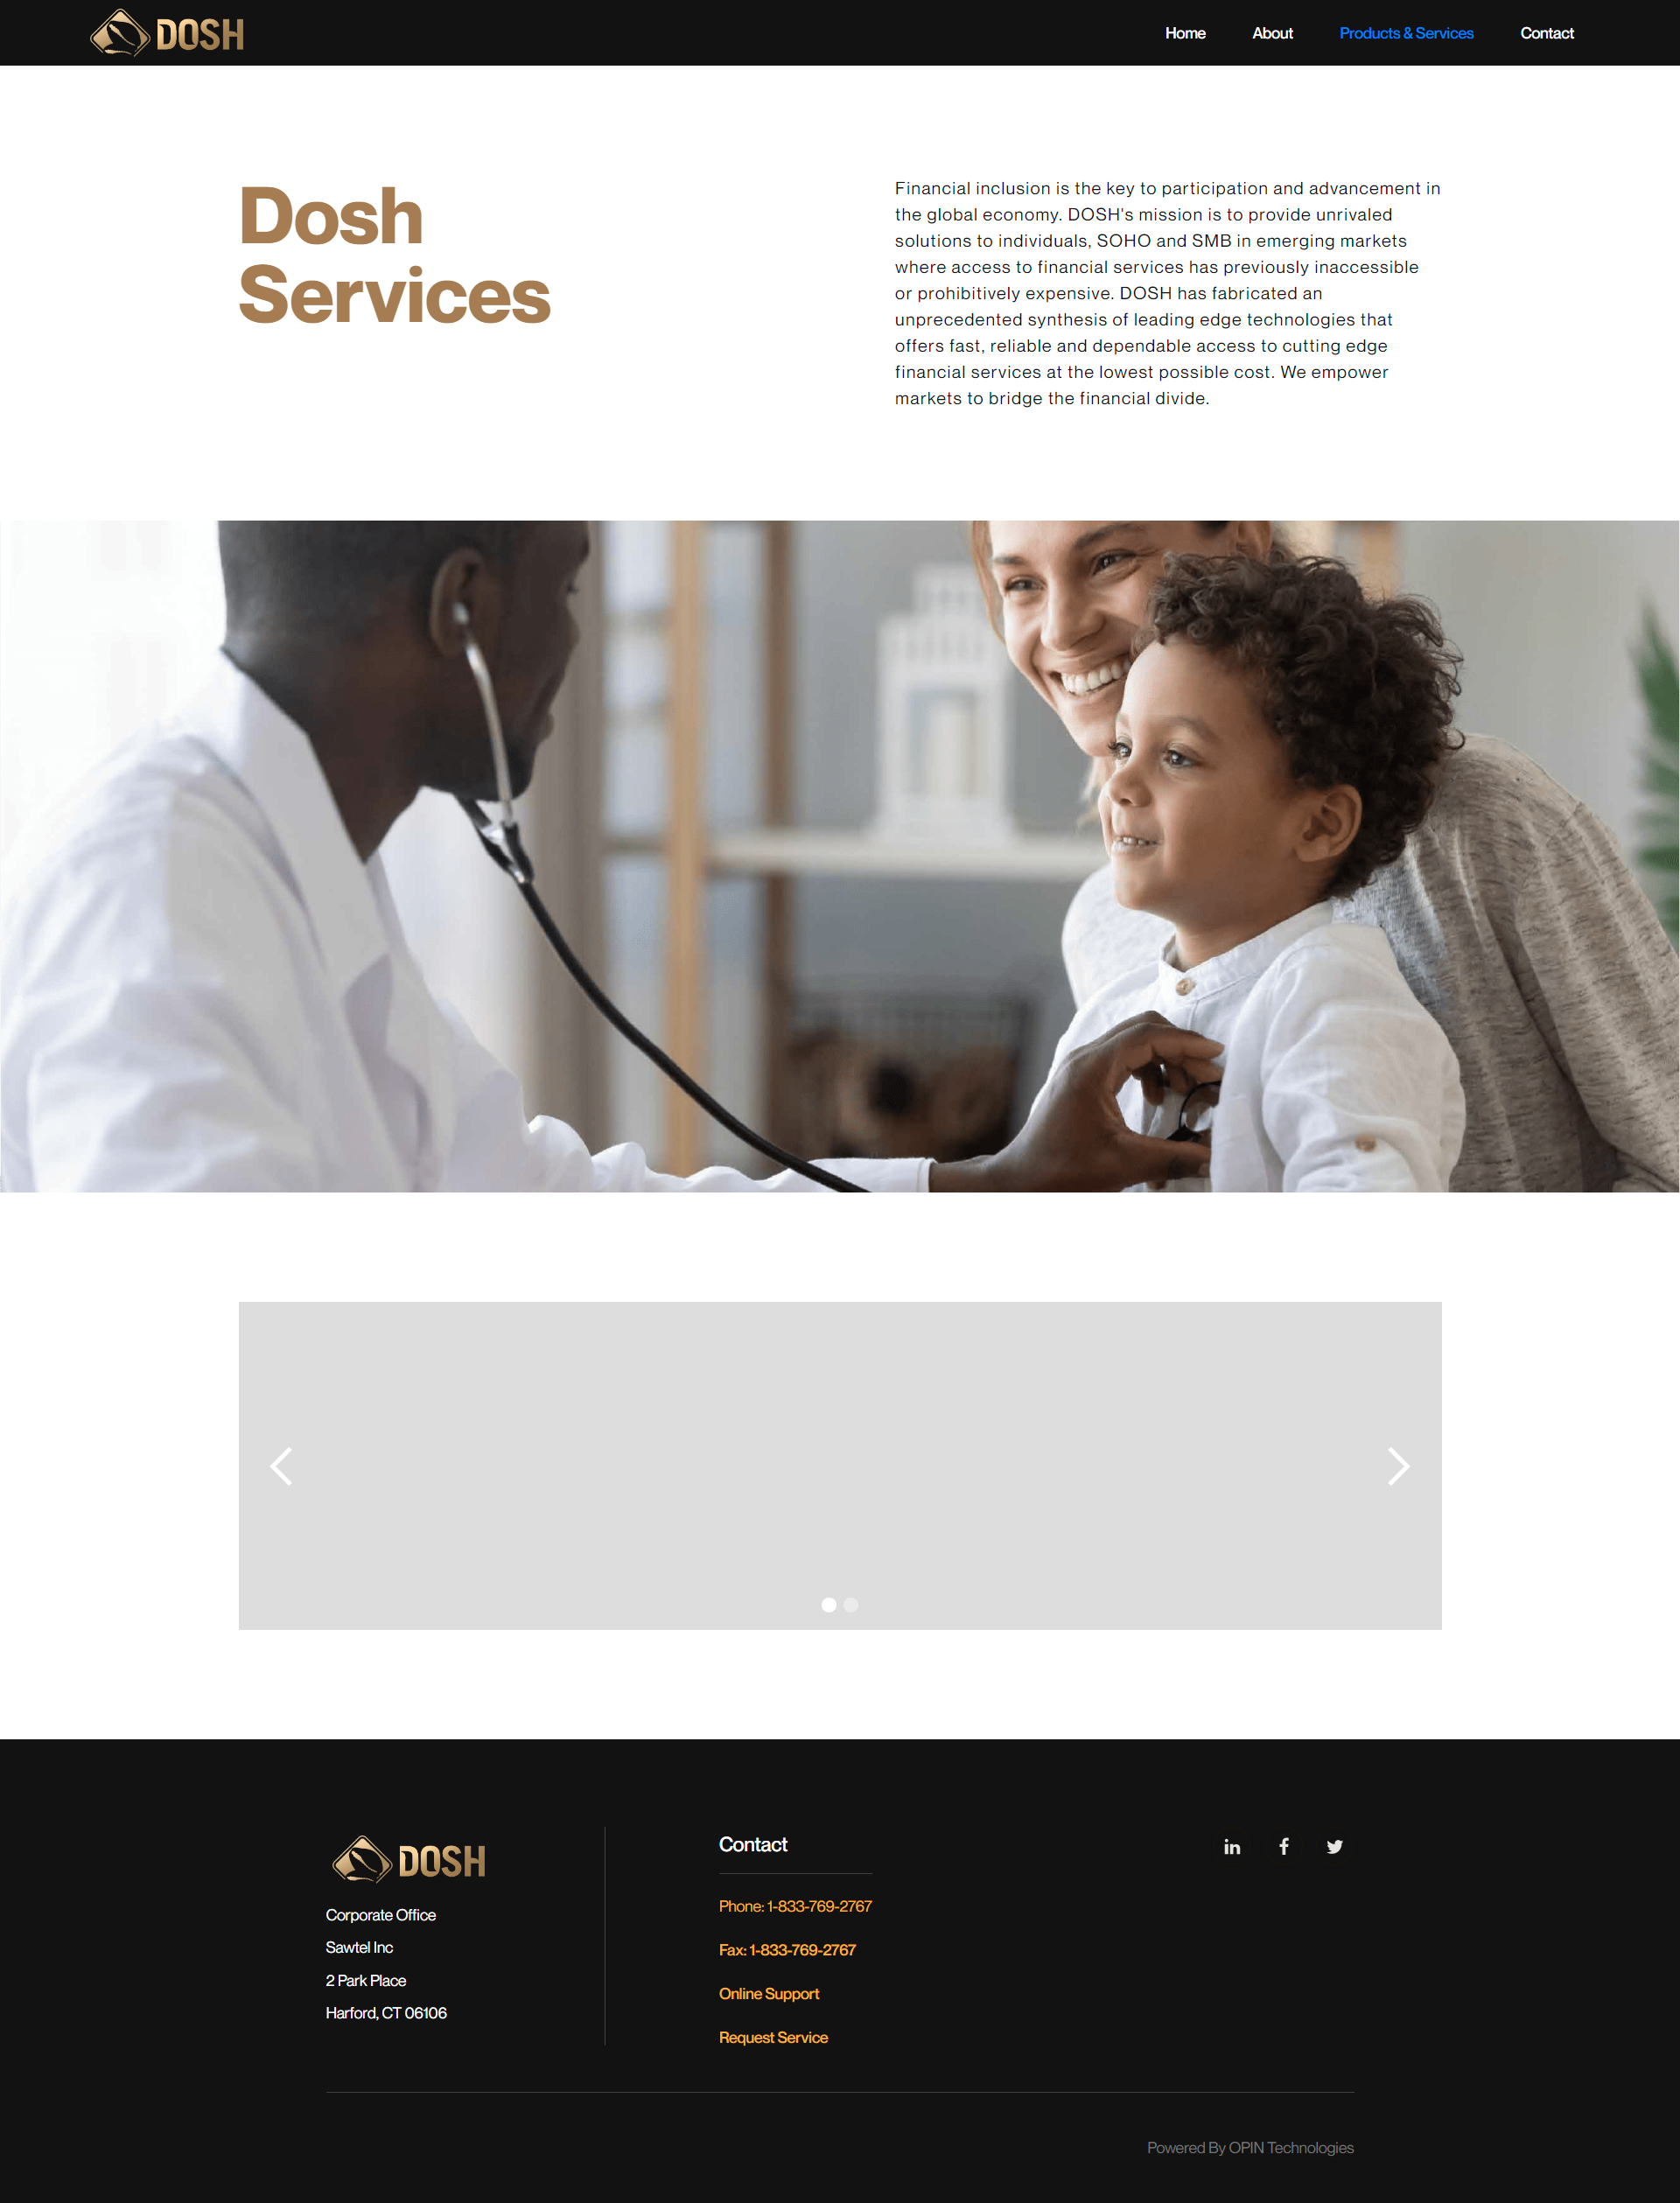 DOSH
Home About Products & Services Contact
Dosh
Services
Financial inclusion is the key to participation and advancement in
the global economy. DOSH's mission is to provide unrivaled
solutions to individuals, SOHO and SMB in emerging markets
where access to financial services has previously inaccessible
or prohibitively expensive. DOSH has fabricated an
unprecedented synthesis of leading edge technologies that
offers fast, reliable and dependable access to cutting edge
financial services at the lowest possible cost. We empower
markets to bridge the financial divide.
DOSH
Corporate Office
Sawtel Inc
2 Park Place
Harford, CT 06106
Contact
Phone: 1-833-769-2767
Fax: 1-833-769-2767
Online Support
Request Service
Powered By OPIN Technologies